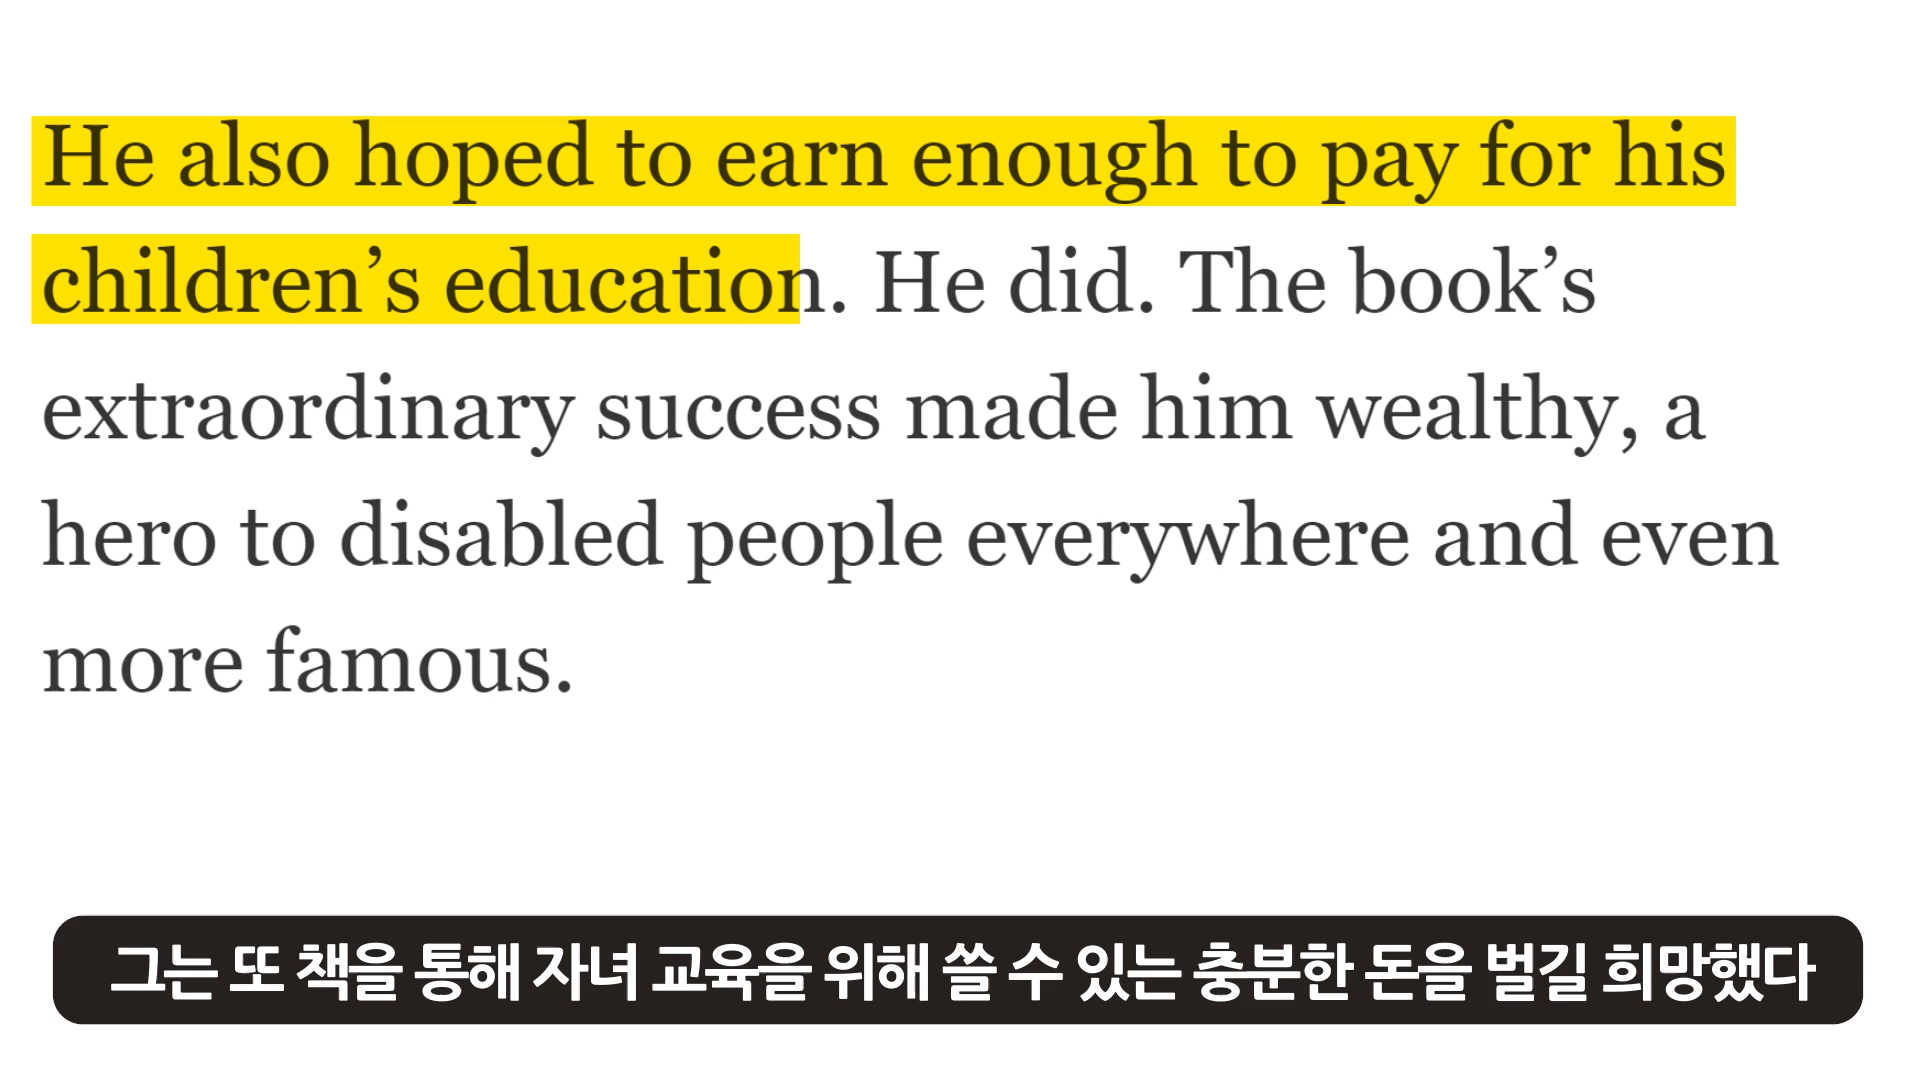 He also hoped to earn enough to pay for his
children’s education. He did. The book’s
extraordinary success made him wealthy, a
hero to disabled people everywhere and even
more famous.
그는 또 책을 통해 자녀 교육을 위해 쓸 수 있는 충분한 돈을 벌길 희망했다